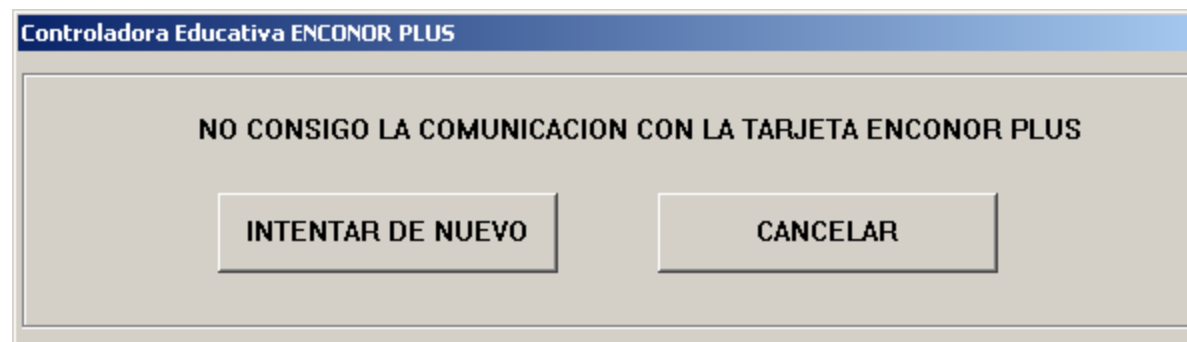 Controladora Educativa ENCONOR PLUS
NO CONSIGO LA COMUNICACION CON LA TARJETA ENCONOR PLUS
INTENTAR DE NUEVO
CANCELAR